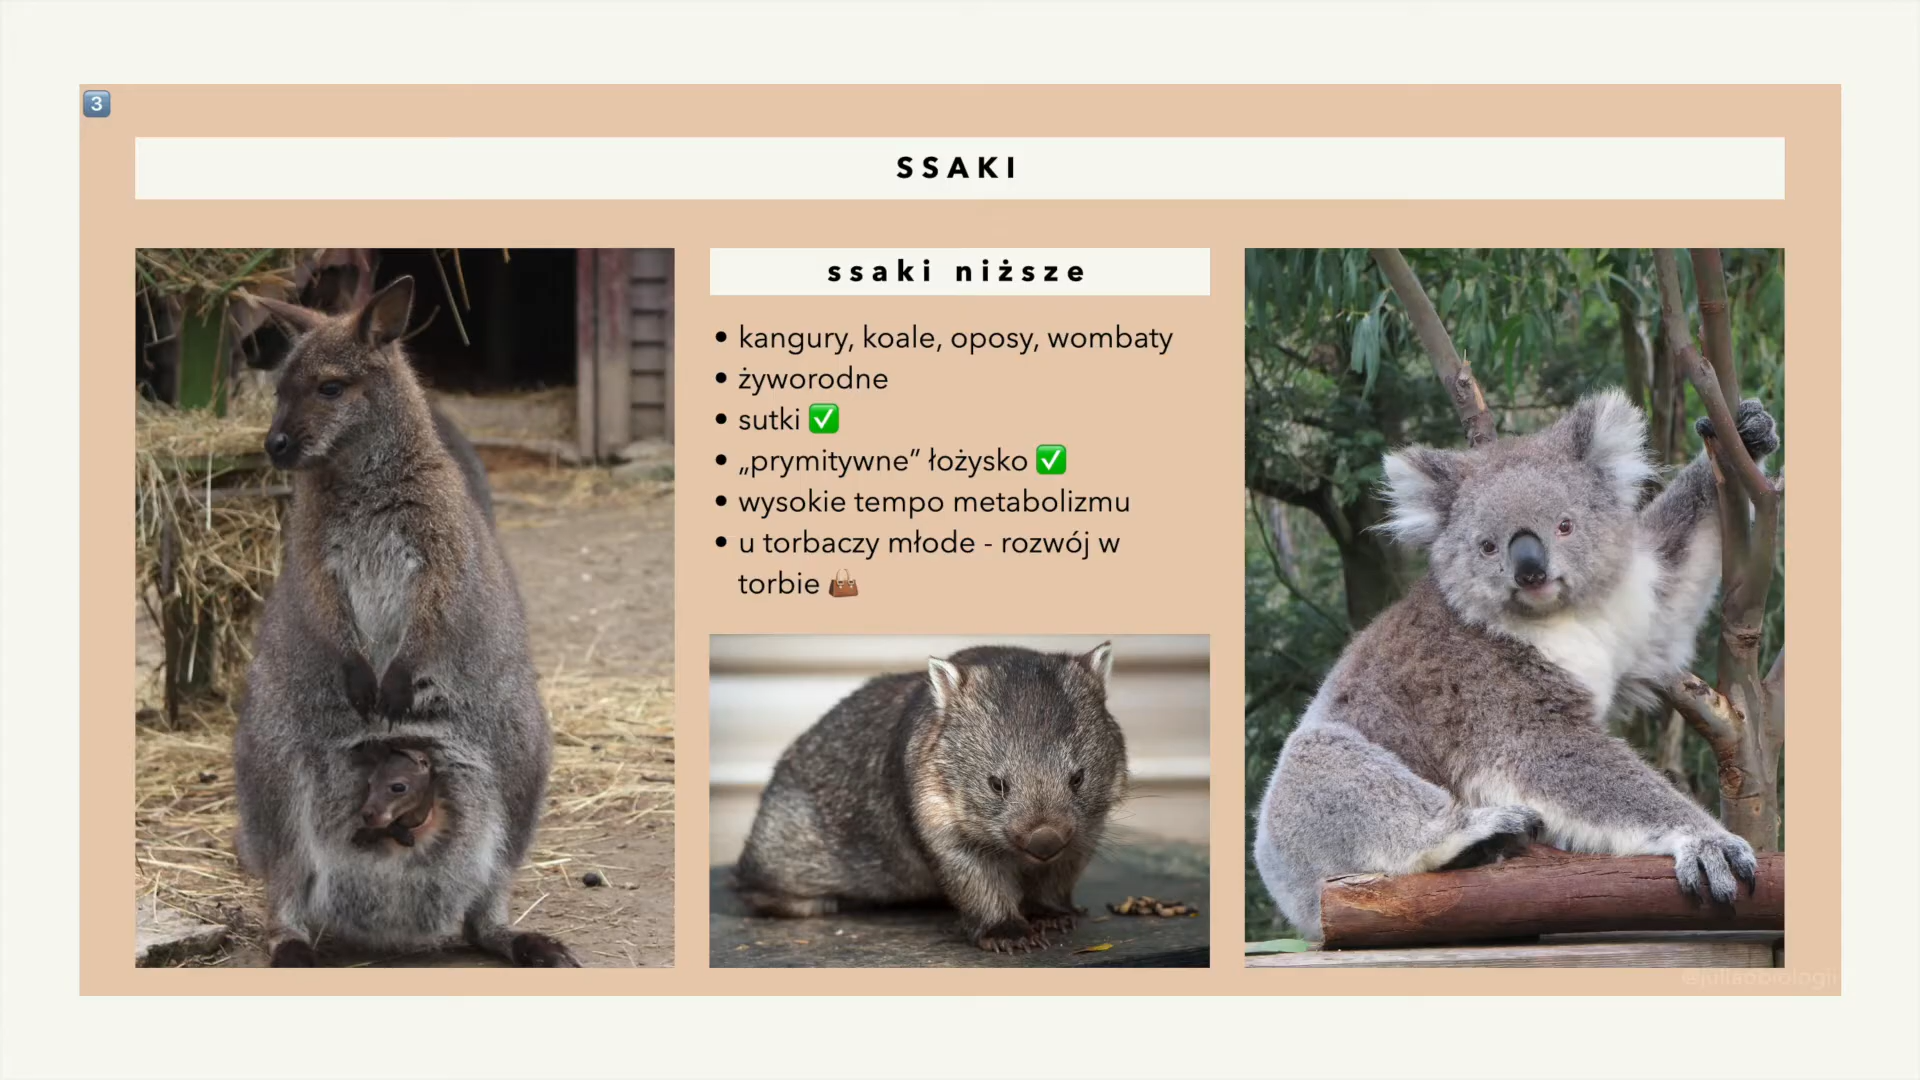 3
SSAKI
ssaki niższe
• kangury, koale, oposy, wombaty
• żyworodne
• sutki ✅
• „prymitywne” łożysko ✅
• wysokie tempo metabolizmu
• u torbaczy młode - rozwój w
torbie 👜
@juliaobiologii